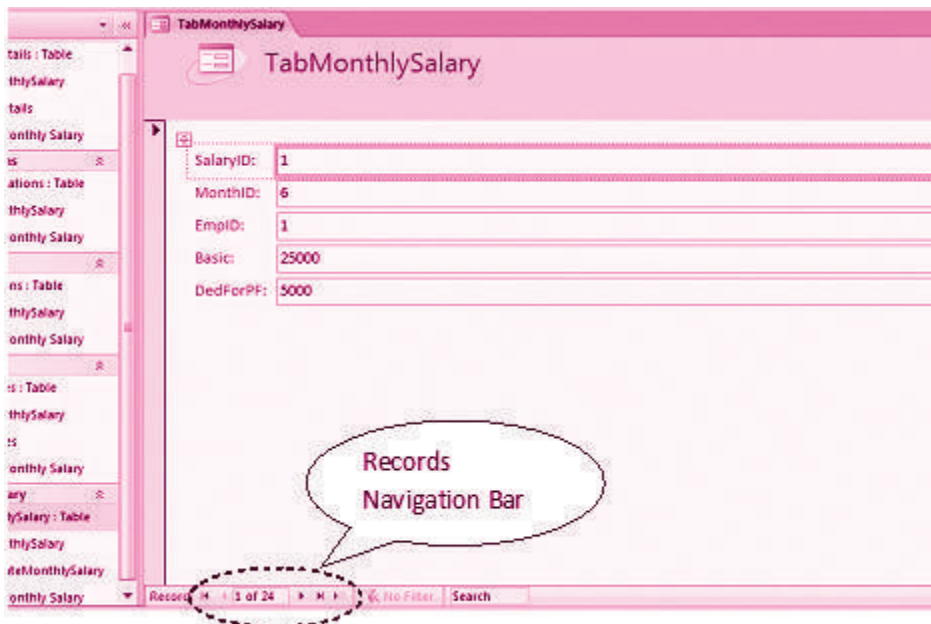 TabMonthlySalary
tails : Table
TabMonthlySalary
thlySalary
tails
onthly Salary
SalaryID: 1
ations : Table
MonthID: 6
thlySalary
EmpID: 1
onthly Salary
Basic: 25000
ns : Table
DedForPF: 5000
thlySalary
onthly Salary
s : Table
thlySalary
es
onthly Salary
Records
Navigation Bar
ary
lySalary : Table
thlySalary
teMonthlySalary
onthly Salary
Record 1 of 24 No Filter Search